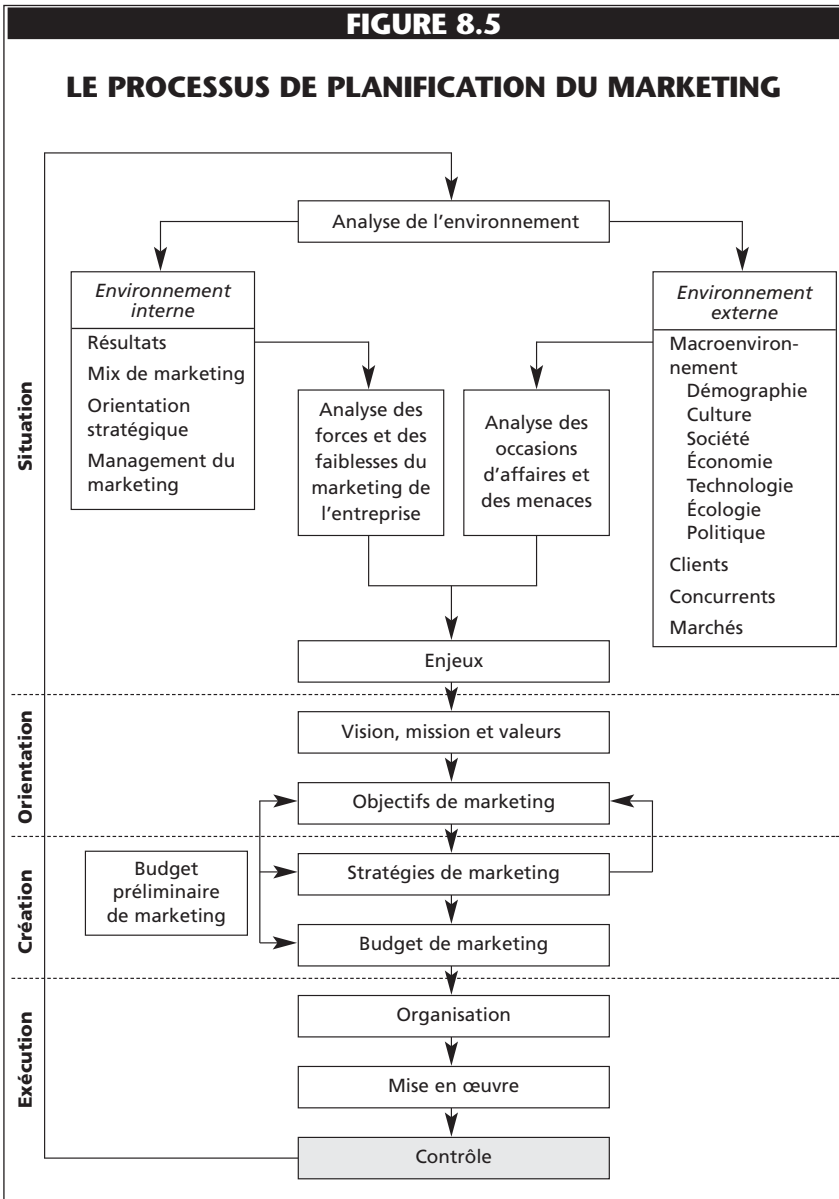 FIGURE 8.5
LE PROCESSUS DE PLANIFICATION DU MARKETING
Situation
Analyse de l'environnement
Environnement
interne
Résultats
Mix de marketing
Orientation
stratégique
Management du
marketing
Analyse des
forces et des
faiblesses du
marketing de
l'entreprise
Analyse des
occasions
d'affaires et
des menaces
Environnement
externe
Macroenviron-
nement
Démographie
Culture
Société
Économie
Technologie
Écologie
Politique
Clients
Concurrents
Marchés
Enjeux
Orientation
Vision, mission et valeurs
Objectifs de marketing
Création
Budget
préliminaire
de marketing
Stratégies de marketing
Budget de marketing
Exécution
Organisation
Mise en œuvre
Contrôle